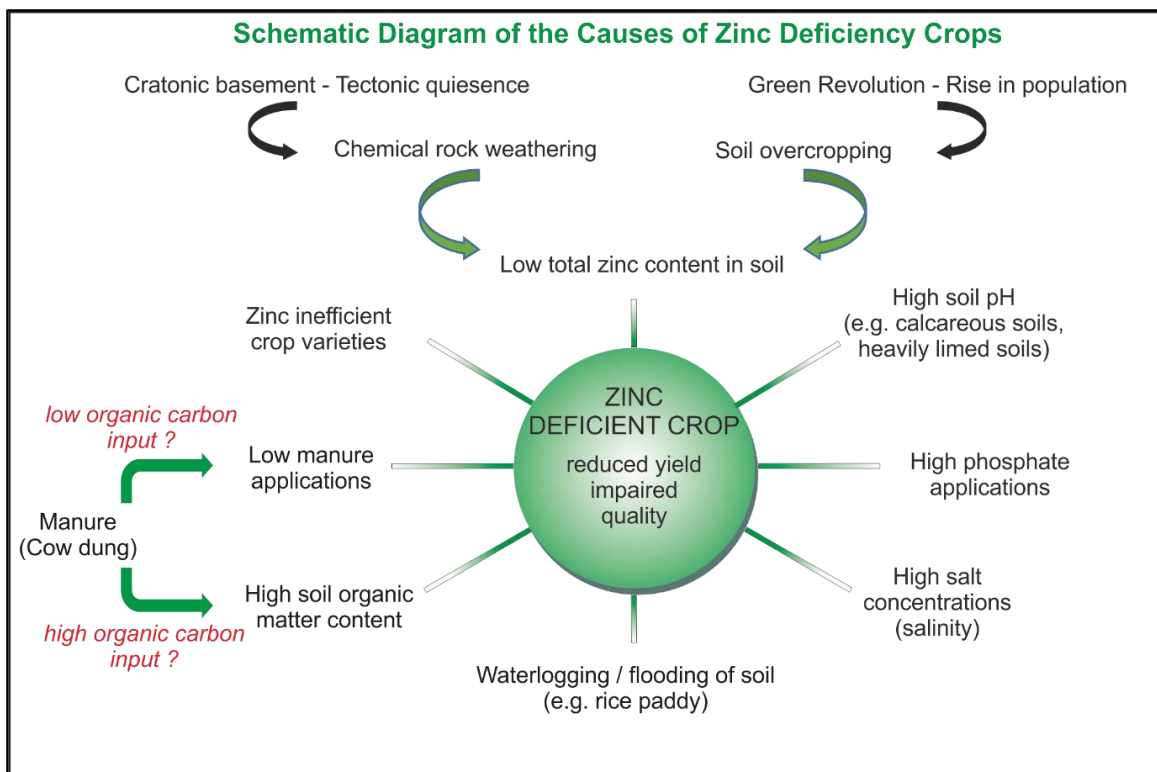 Schematic Diagram of the Causes of Zinc Deficiency Crops
Cratonic basement - Tectonic quiesence
Green Revolution - Rise in population
Chemical rock weathering
Soil overcropping
Low total zinc content in soil
Zinc inefficient
crop varieties
High soil pH
(e.g. calcareous soils,
heavily limed soils)
ZINC
DEFICIENT CROP
reduced yield
impaired
quality
low organic carbon
input ?
Low manure
applications
High phosphate
applications
Manure
(Cow dung)
High soil organic
matter content
high organic carbon
input ?
High salt
concentrations
(salinity)
Waterlogging / flooding of soil
(e.g. rice paddy)